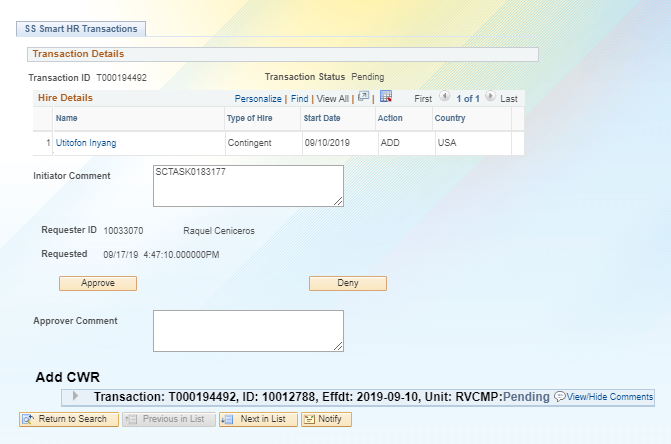 SS Smart HR Transactions
Transaction Details
Transaction ID T000194492 Transaction Status Pending
Hire Details Personalize | Find | View All | | First 1 of 1 Last
Name Type of Hire Start Date Action Country
1 Utitofon Inyang Contingent 09/10/2019 ADD USA
Initiator Comment SCTASK0183177
Requester ID 10033070 Raquel Ceniceros
Requested 09/17/19 4:47:10.000000PM
Approve Deny
Approver Comment
Add CWR
Transaction: T000194492, ID: 10012788, Effdt: 2019-09-10, Unit: RVCMP:Pending View/Hide Comments
Return to Search Previous in List Next in List Notify